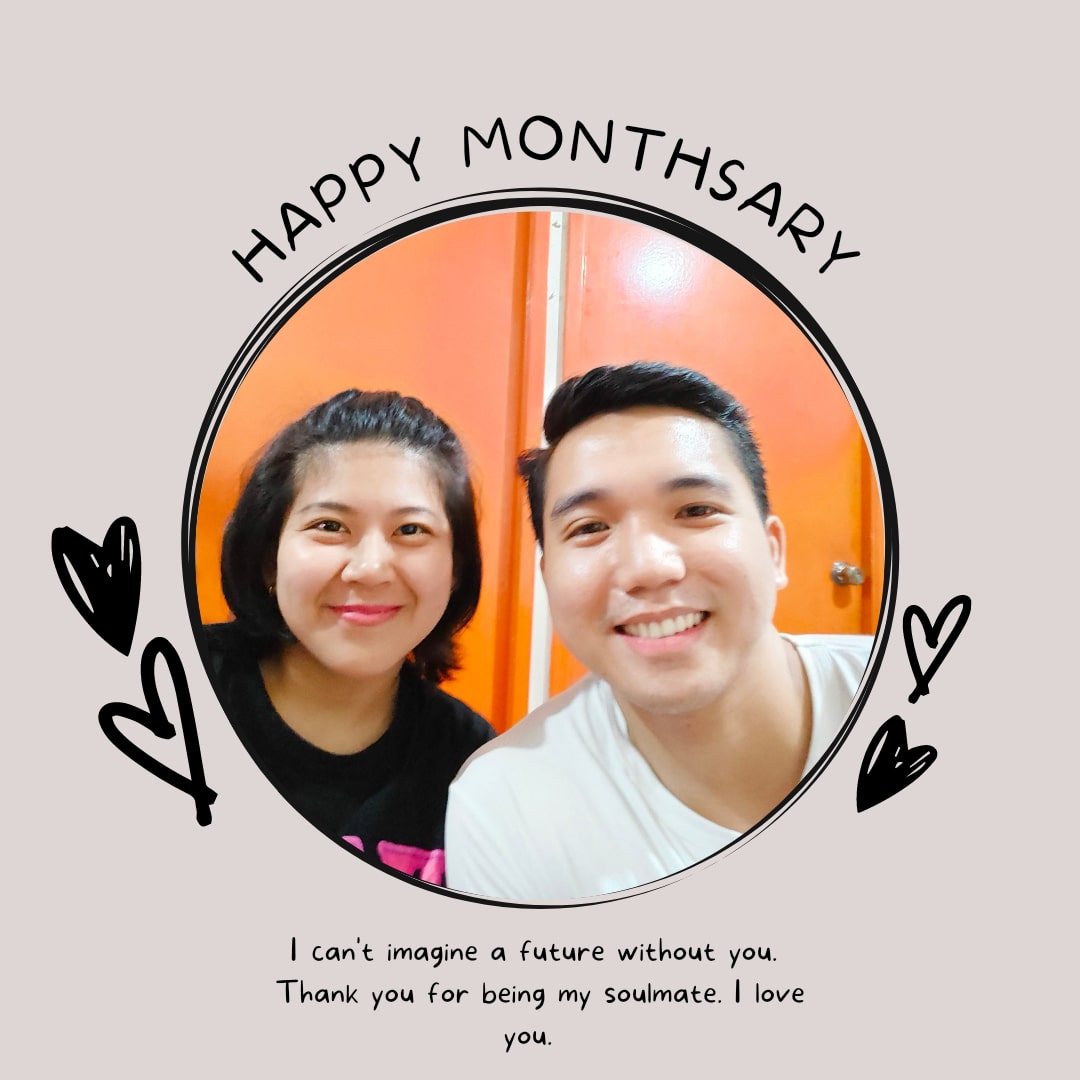 HAPPY MONTHSARY
I can't imagine a future without you.
Thank you for being my soulmate. I love
you.